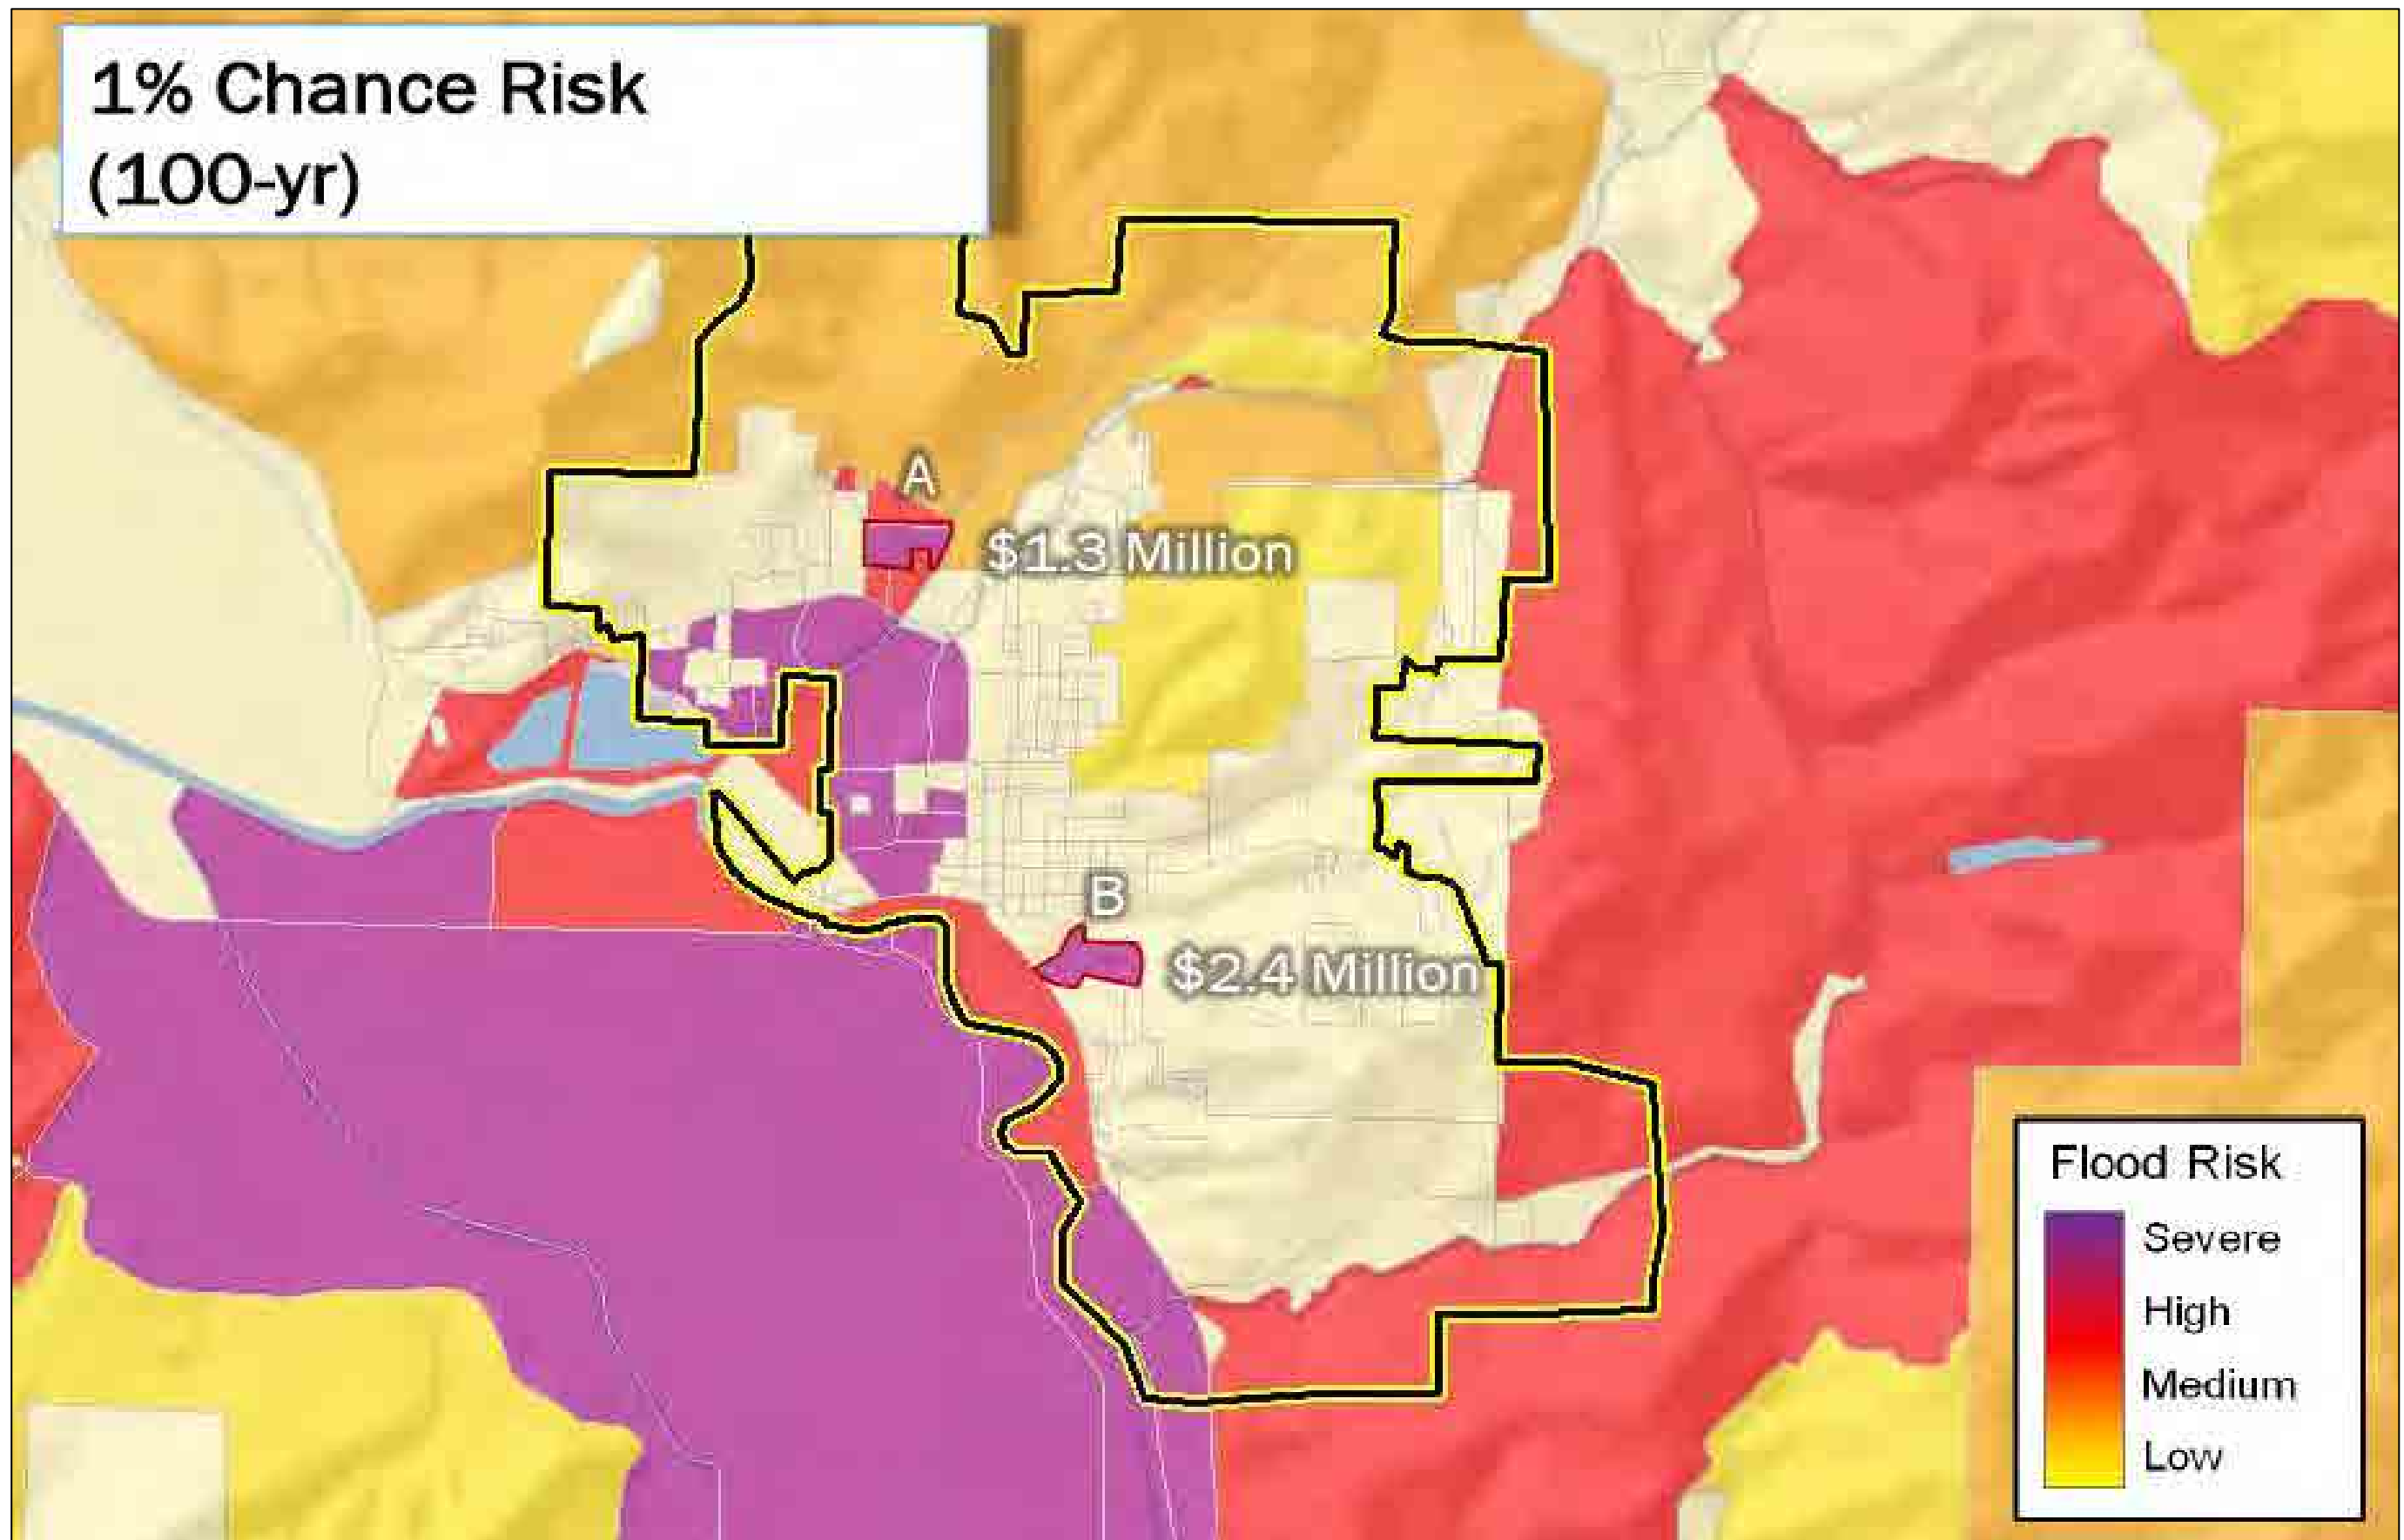 1% Chance Risk
(100-yr)
A
$1.3 Million
B
$2.4 Million
Flood Risk
Severe
High
Medium
Low